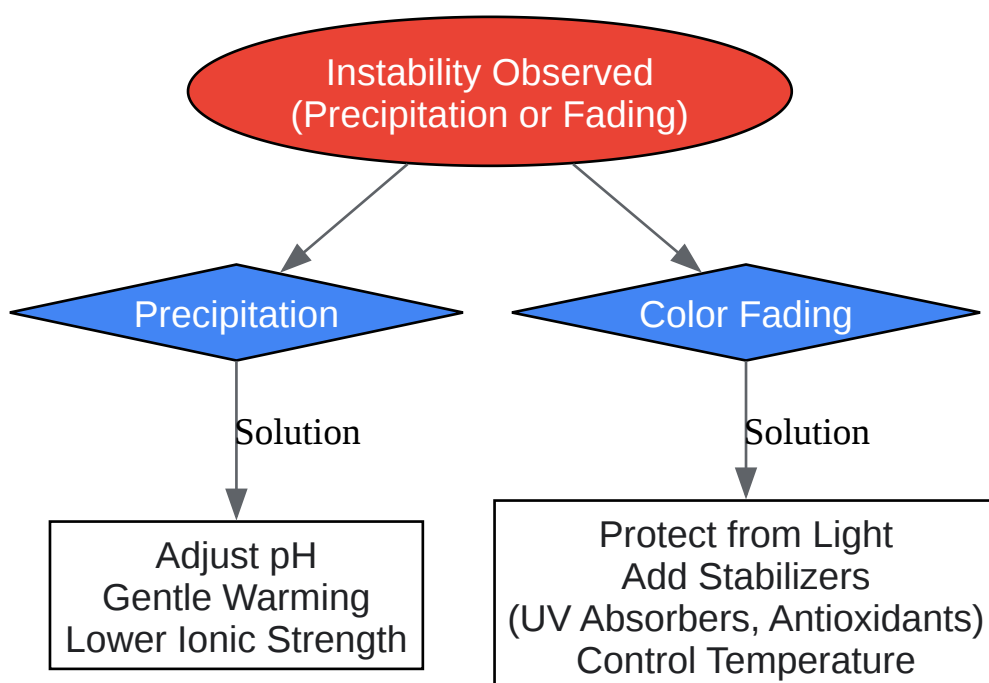 Instability Observed
(Precipitation or Fading)
Precipitation
Color Fading
Solution
Solution
Adjust pH
Gentle Warming
Lower Ionic Strength
Protect from Light
Add Stabilizers
(UV Absorbers, Antioxidants)
Control Temperature